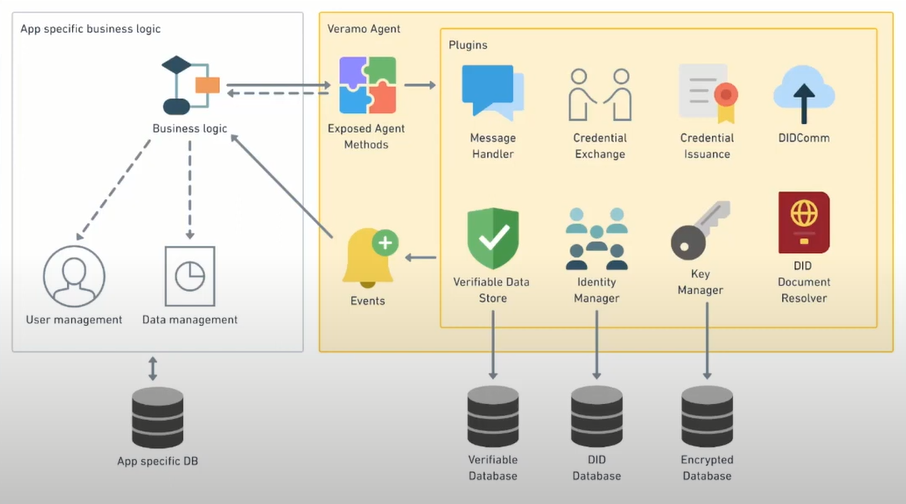 App specific business logic
Veramo Agent
Plugins
Business logic
Exposed Agent
Methods
Message
Handler
Credential
Exchange
Credential
Issuance
DIDComm
User management
Data management
Events
Verifiable Data
Store
Identity
Manager
Key
Manager
DID
Document
Resolver
App specific DB
Verifiable
Database
DID
Database
Encrypted
Database